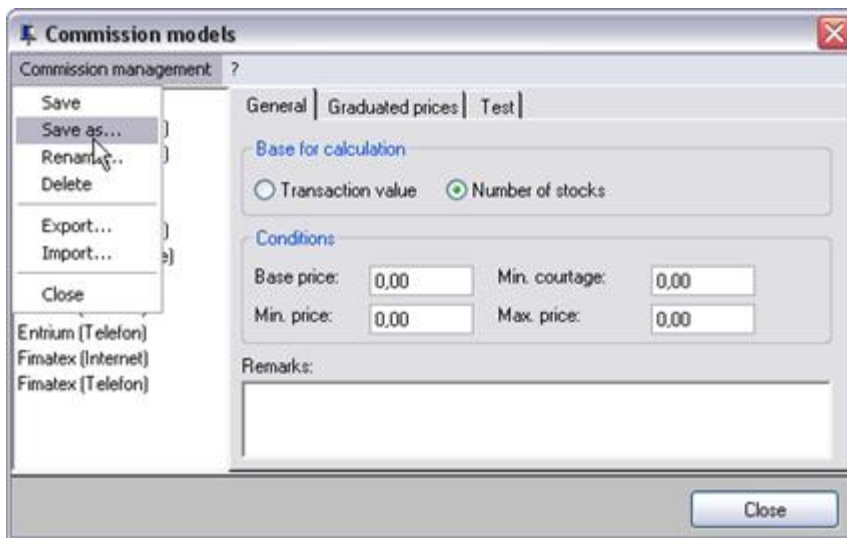 Commission models
Commission management ?
Save
Save as...
Rename...
Delete
Export...
Import...
Close
Entrium (Telefon)
Fimatex (Internet)
Fimatex (Telefon)
General Graduated prices Test
Base for calculation
Transaction value Number of stocks
Conditions
Base price: 0,00 Min. courtage: 0,00
Min. price: 0,00 Max. price: 0,00
Remarks:
Close